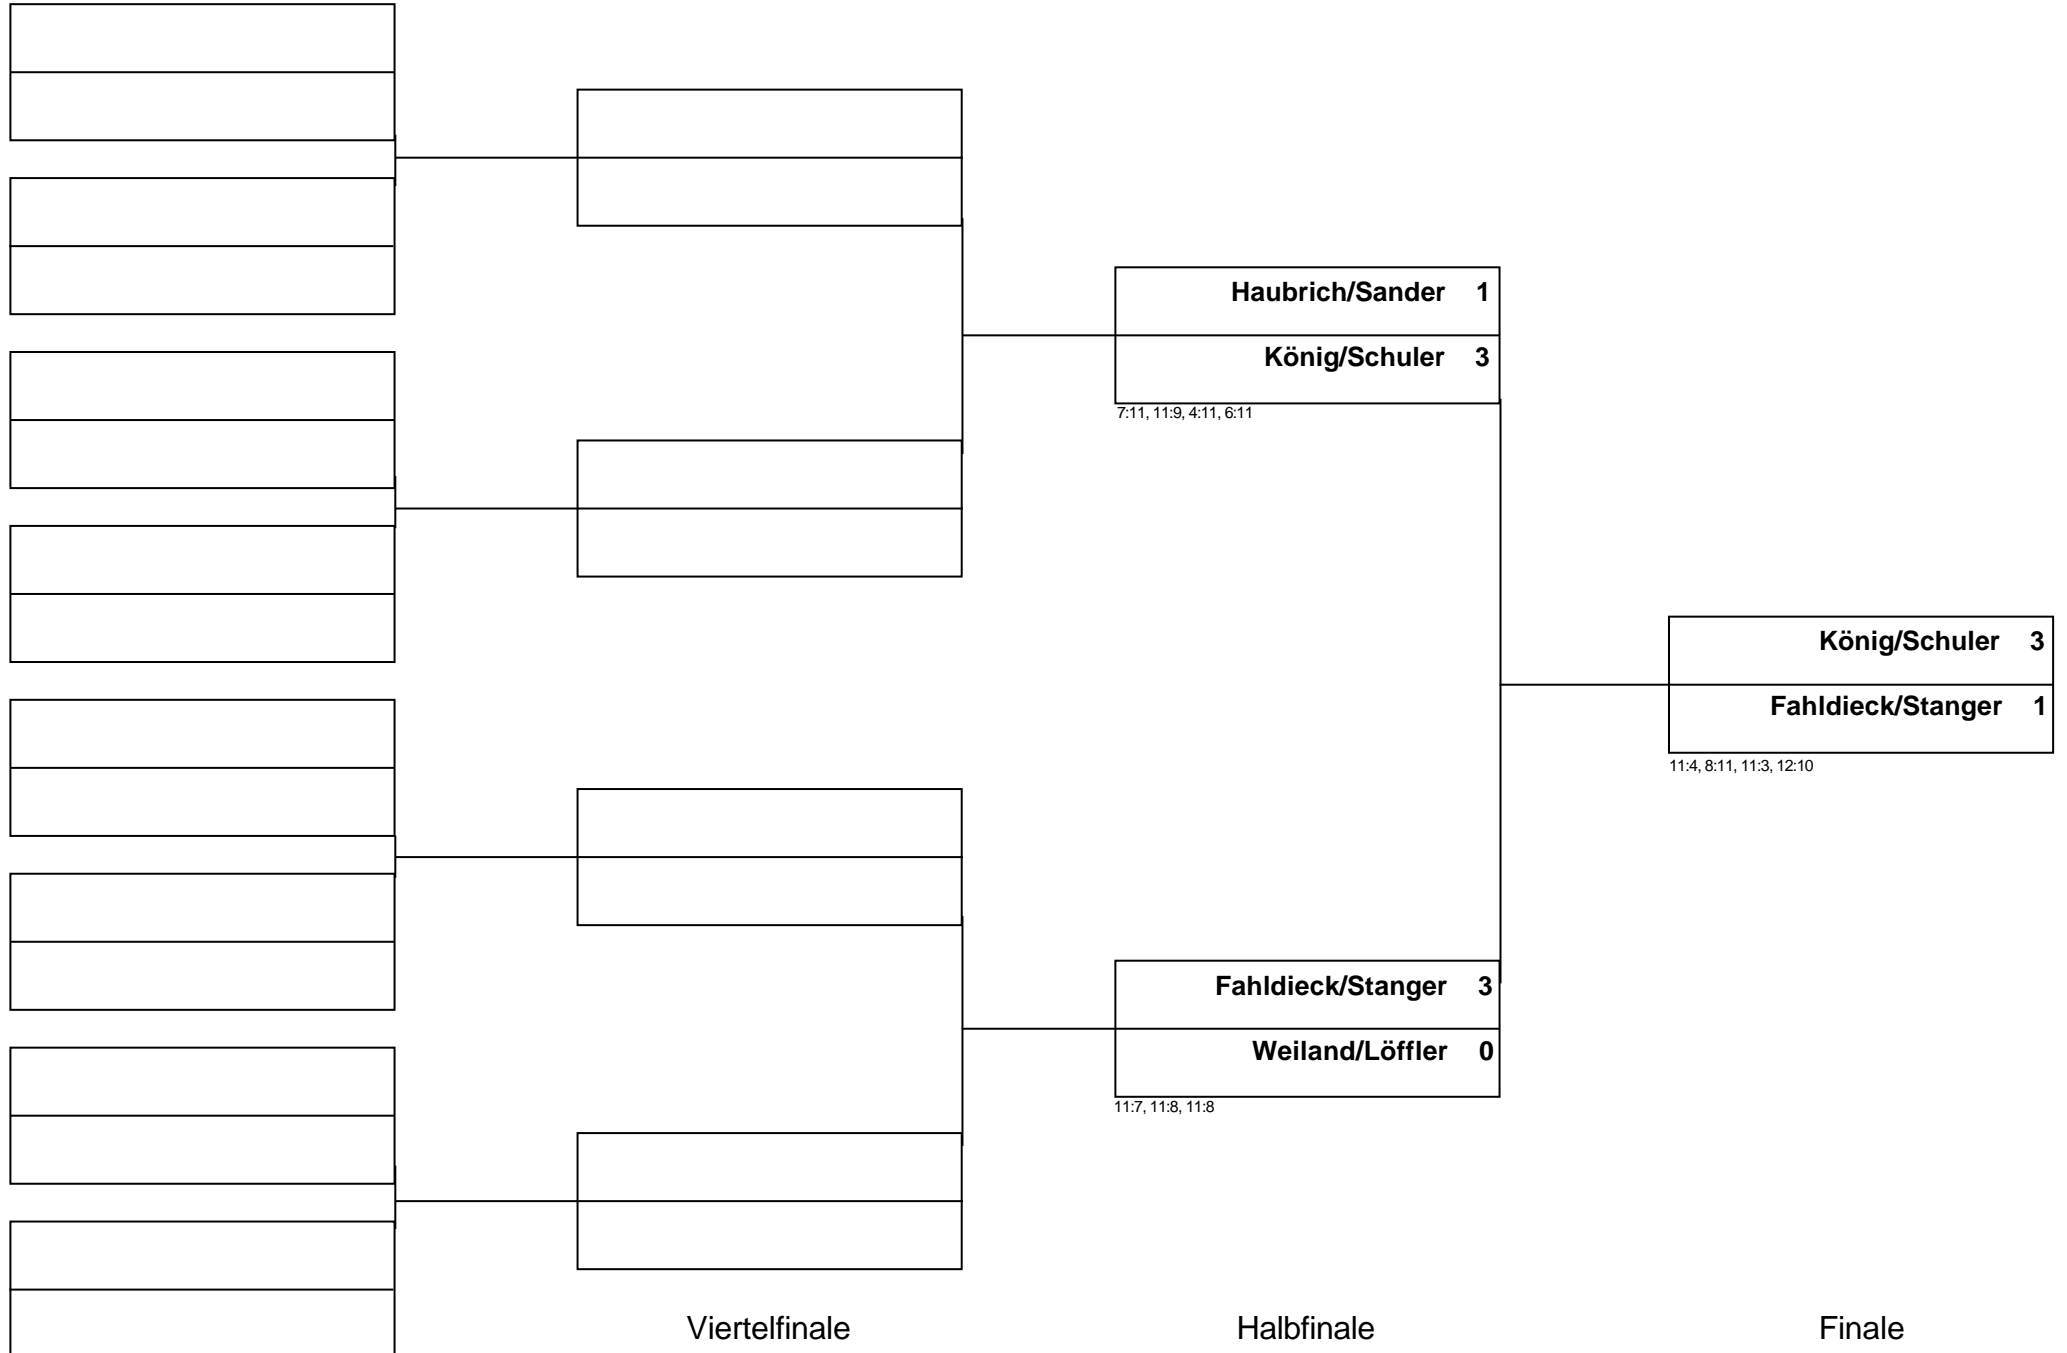 Haubrich/Sander 1
König/Schuler 3
7:11, 11:9, 4:11, 6:11
König/Schuler 3
Fahldieck/Stanger 1
11:4, 8:11, 11:3, 12:10
Fahldieck/Stanger 3
Weiland/Löffler 0
11:7, 11:8, 11:8
Viertelfinale Halbfinale Finale